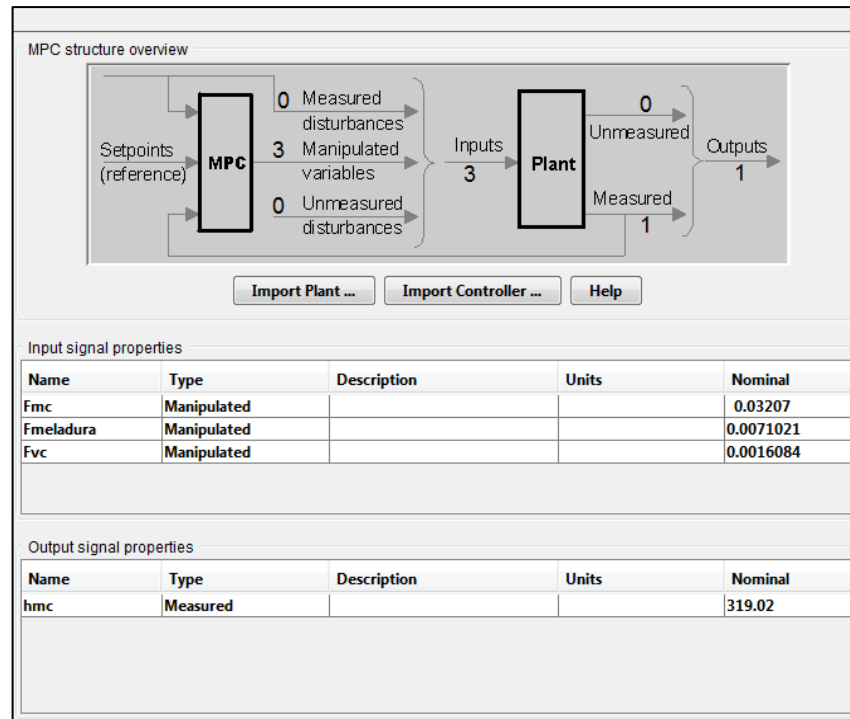 MPC structure overview
0 Measured disturbances
Setpoints (reference)
MPC
3 Manipulated variables
0 Unmeasured disturbances
Inputs
3
Plant
0
Unmeasured
Measured
1
Outputs
1
Import Plant ... Import Controller ... Help
Input signal properties
Name Type Description Units Nominal
Fmc Manipulated 0.03207
Fmeladura Manipulated 0.0071021
Fvc Manipulated 0.0016084
Output signal properties
Name Type Description Units Nominal
hmc Measured 319.02